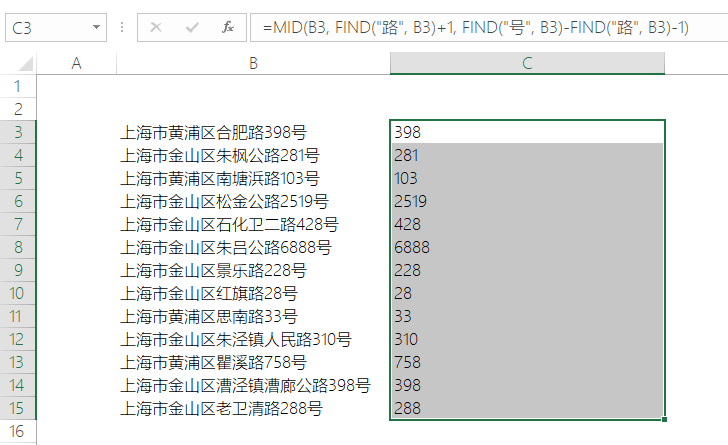 C3 fx =MID(B3, FIND("路", B3)+1, FIND("号", B3)-FIND("路", B3)-1)
A B C
1
2
3 上海市黄浦区合肥路398号 398
4 上海市金山区朱枫公路281号 281
5 上海市黄浦区南塘浜路103号 103
6 上海市金山区松金公路2519号 2519
7 上海市金山区石化卫二路428号 428
8 上海市金山区朱吕公路6888号 6888
9 上海市金山区景乐路228号 228
10 上海市金山区红旗路28号 28
11 上海市黄浦区思南路33号 33
12 上海市金山区朱泾镇人民路310号 310
13 上海市黄浦区瞿溪路758号 758
14 上海市金山区漕泾镇漕廊公路398号 398
15 上海市金山区老卫清路288号 288
16